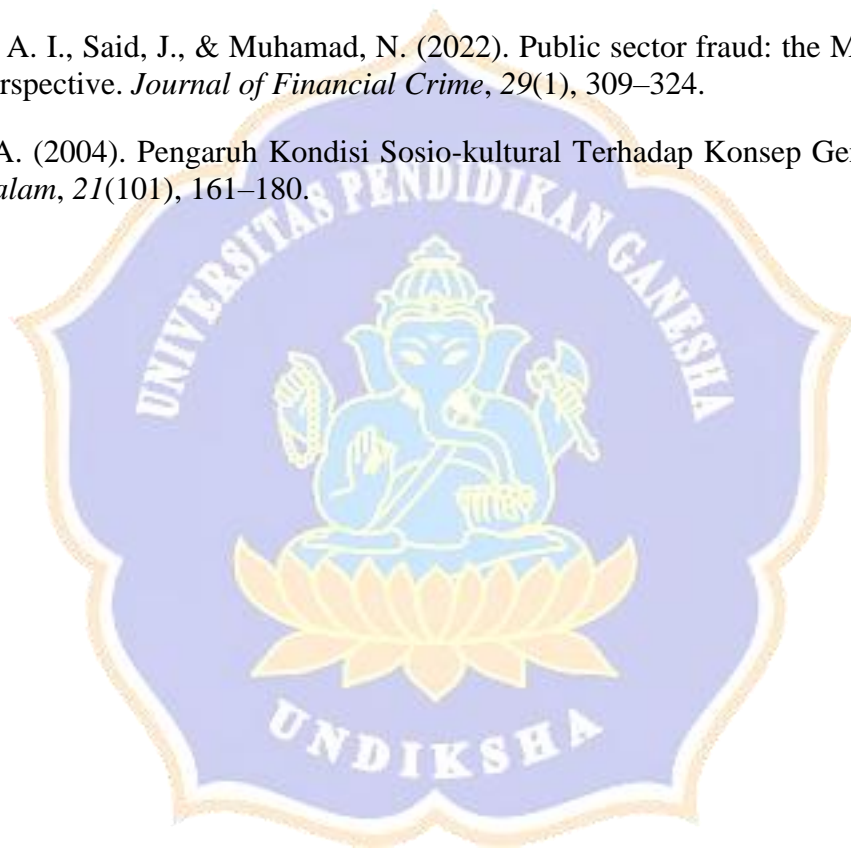 A. I., Said, J., & Muhamad, N. (2022). Public sector fraud: the M
rspective. Journal of Financial Crime, 29(1), 309–324.
A. (2004). Pengaruh Kondisi Sosio-kultural Terhadap Konsep Ge
alam, 21(101), 161–180.
UNIVERSITAS PENDIDIKAN GANESHA
UNDIKSHA